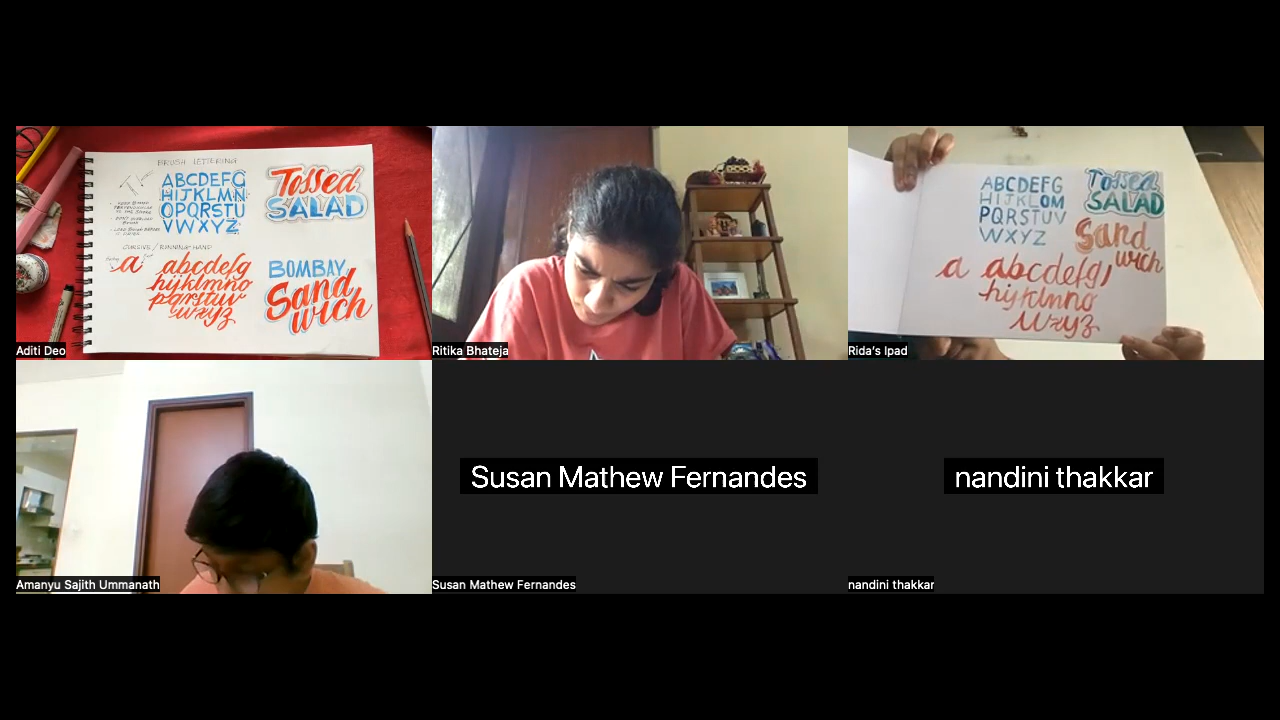 BRUSH LETTERING
ABCDEFG
HIJKLMN
OPQRSTU
VWXYZ
Tossed
SALAD
CURSIVE / RUNNING HAND
a
abcdefg
hijklmno
pqrstuv
wxyz
BOMBAY
Sand
wich
Aditi Deo
Ritika Bhateja
ABCDEFG
HIJKLOM
PQRSTUV
WXYZ
Tossed
SALAD
Sand
wich
a abcdefg
hijklmno
wxyz
Rida's Ipad
Amanyu Sajith Ummanath
Susan Mathew Fernandes
Susan Mathew Fernandes
nandini thakkar
nandini thakkar